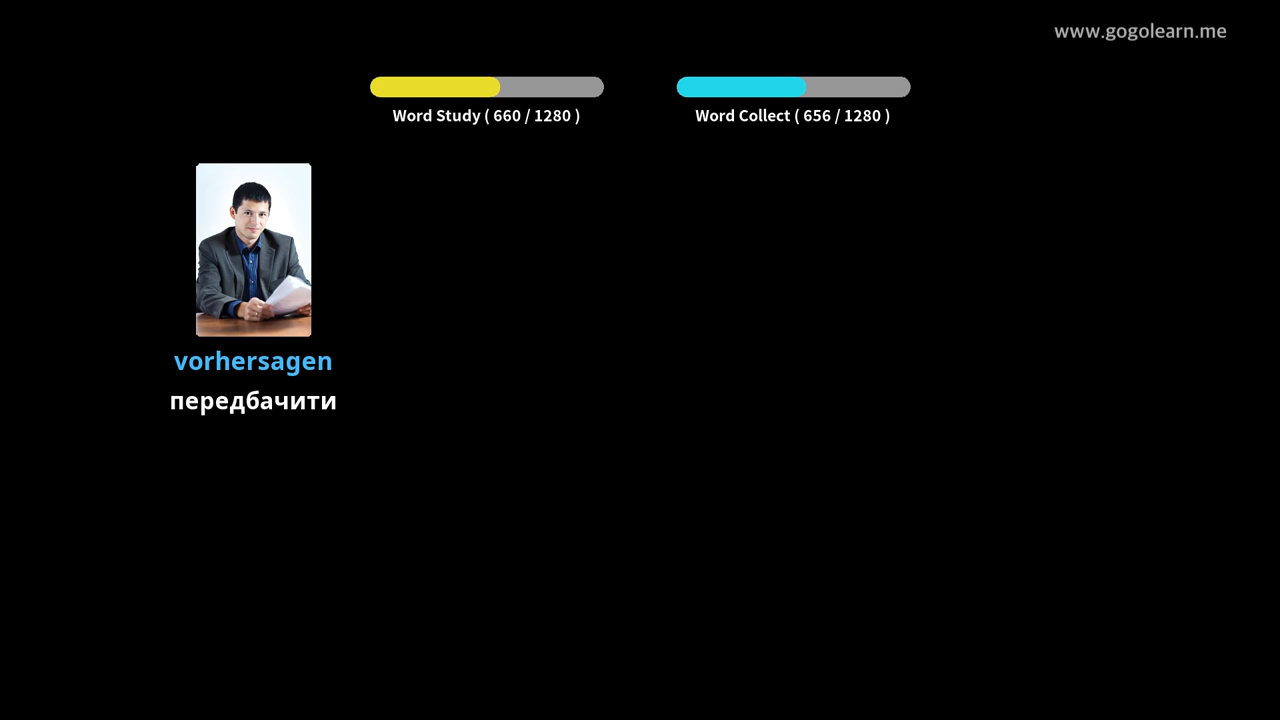 www.gogolearn.me
Word Study ( 660 / 1280 )
Word Collect ( 656 / 1280 )
vorhersagen
передбачити